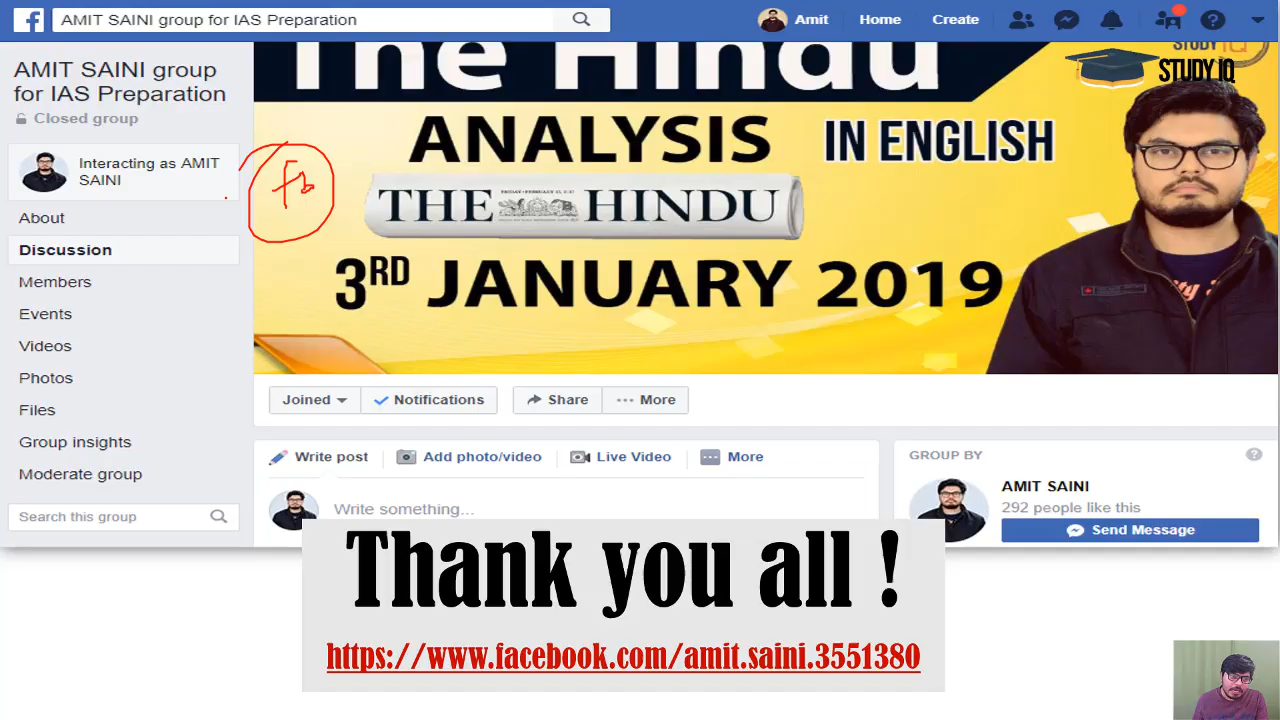 AMIT SAINI group for IAS Preparation
Amit Home Create
AMIT SAINI group
for IAS Preparation
Closed group
Interacting as AMIT
SAINI
About
Discussion
Members
Events
Videos
Photos
Files
Group insights
Moderate group
Search this group
fb
The Hindu
STUDY IQ
STUDY IQ
ANALYSIS IN ENGLISH
THE HINDU
3RD JANUARY 2019
Joined Notifications Share More
Write post Add photo/video Live Video More
Write something...
GROUP BY
AMIT SAINI
292 people like this
Send Message
Thank you all !
https://www.facebook.com/amit.saini.3551380